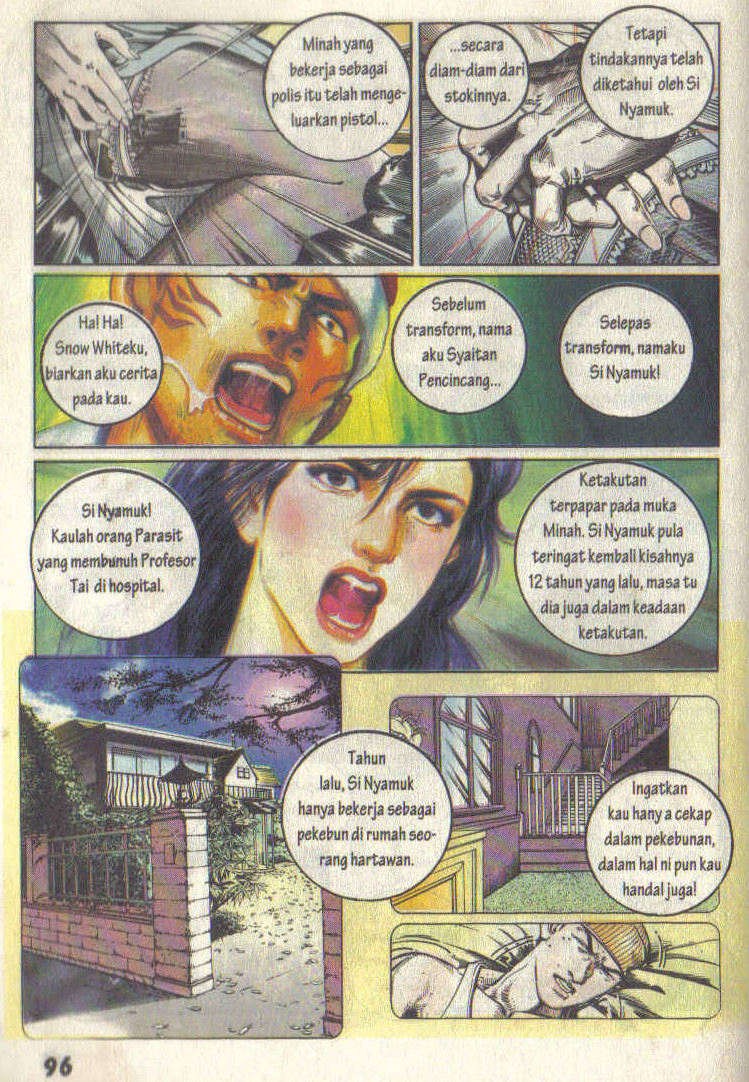 Minah yang
bekerja sebagai
polis itu telah menge-
luarkan pistol...
...secara
diam-diam dari
stokinnya.
Tetapi
tindakannya telah
diketahui oleh Si
Nyamuk.
Ha! Ha!
Snow Whiteku,
biarkan aku cerita
pada kau.
Sebelum
transform, nama
aku Syaitan
Pencincang...
Selepas
transform, namaku
Si Nyamuk!
Si Nyamuk!
Kaulah orang Parasit
yang membunuh Profesor
Tai di hospital.
Ketakutan
terpapar pada muka
Minah. Si Nyamuk pula
teringat kembali kisahnya
12 tahun yang lalu, masa tu
dia juga dalam keadaan
ketakutan.
Tahun
lalu, Si Nyamuk
hanya bekerja sebagai
pekebun di rumah seo-
rang hartawan.
Ingatkan
kau hany a cekap
dalam pekebunan,
dalam hal ni pun kau
handal juga!
96